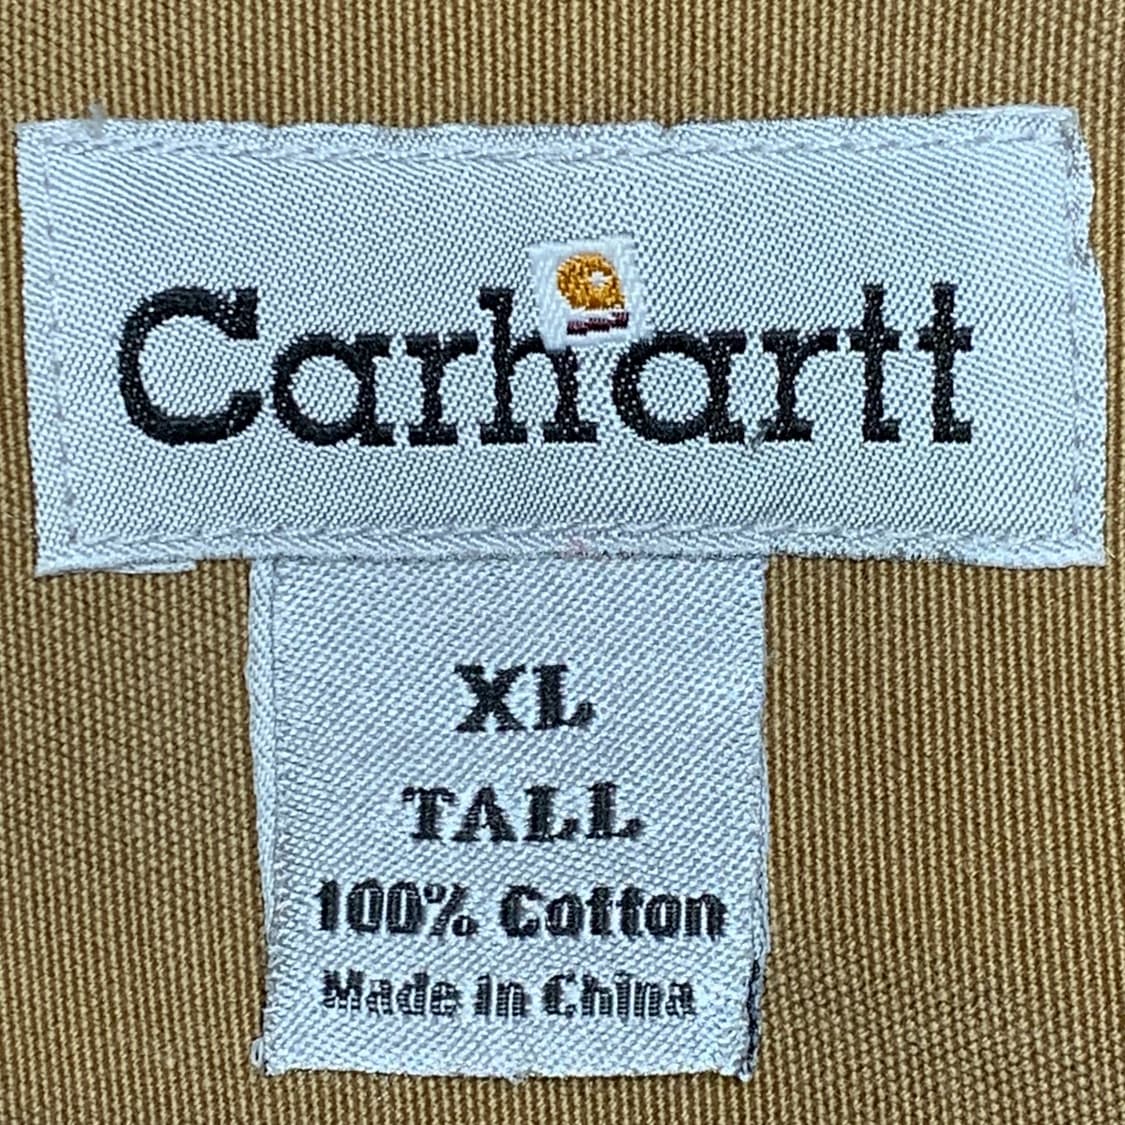 Carhartt
XL
TALL
100% Cotton
Made In China